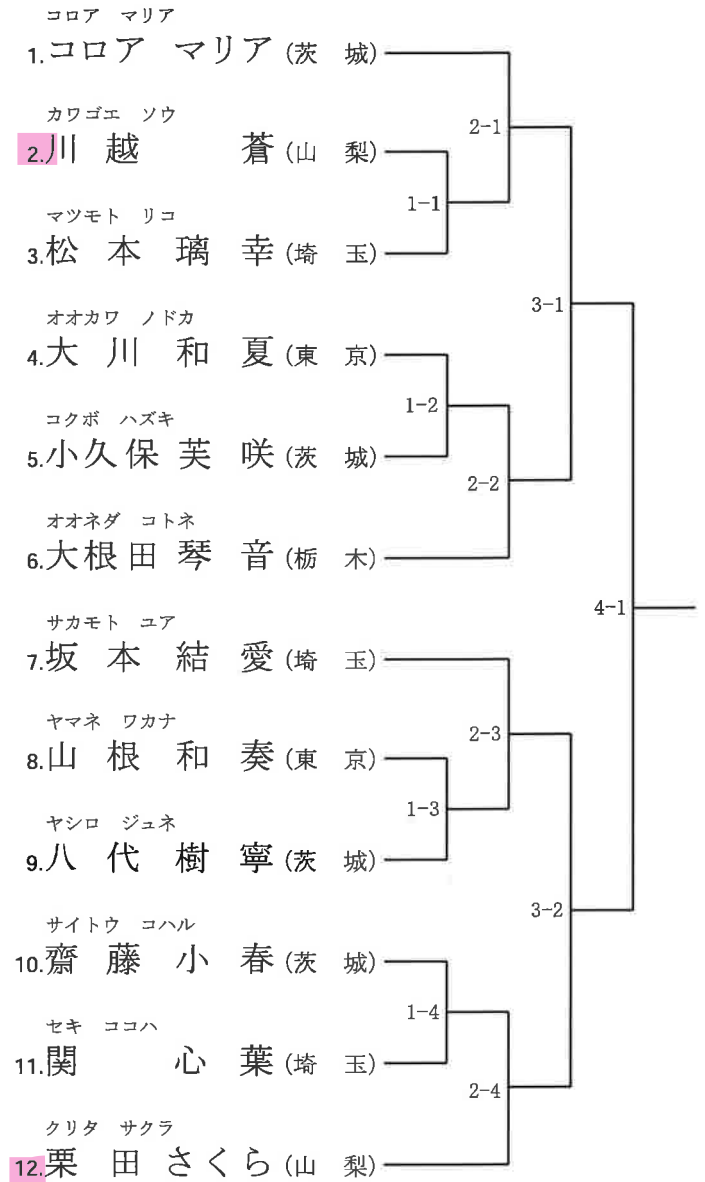 コロア マリア
1.コロア マリア(茨 城)
2-1
カワゴエ ソウ
2.川 越 蒼(山 梨)
1-1
マツモト リコ
3.松 本 璃 幸(埼 玉)
3-1
オオカワ ノドカ
4.大 川 和 夏(東 京)
1-2
コクボ ハズキ
5.小久保 芙 咲(茨 城)
2-2
オオネダ コトネ
6.大根田 琴 音(栃 木)
4-1
サカモト ユア
7.坂 本 結 愛(埼 玉)
2-3
ヤマネ ワカナ
8.山 根 和 奏(東 京)
1-3
ヤシロ ジュネ
9.八 代 樹 寧(茨 城)
3-2
サイトウ コハル
10.齋 藤 小 春(茨 城)
1-4
セキ ココハ
11.関 心 葉(埼 玉)
2-4
クリタ サクラ
12.栗 田 さくら(山 梨)